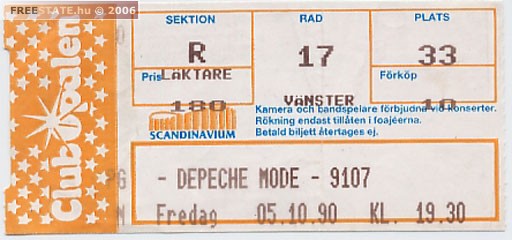 FREESTATE.hu © 2006
Club Opalen
SEKTION RAD PLATS
R 17 33
Pris LÄKTARE Förköp
180 VÄNSTER 10
Kamera och bandspelare förbjudna vid konserter.
Rökning endast tillåten i foajéerna.
Betald biljett återtages ej.
SCANDINAVIUM
- DEPECHE MODE - 9107
Fredag 05.10.90 KL. 19.30